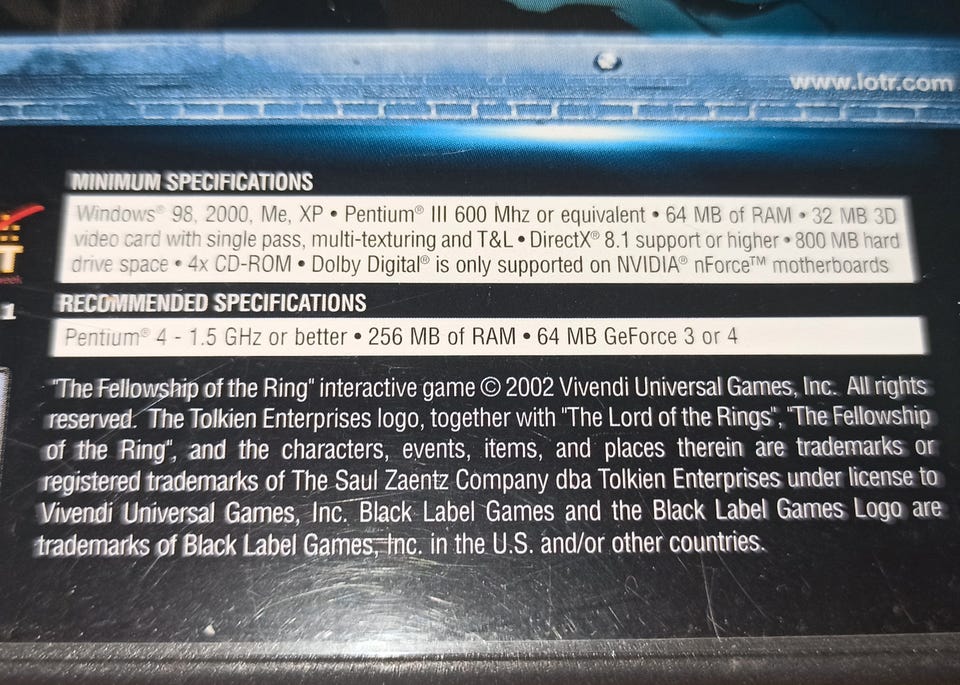 www.lotr.com
MINIMUM SPECIFICATIONS
Windows® 98, 2000, Me, XP • Pentium® III 600 Mhz or equivalent • 64 MB of RAM • 32 MB 3D
video card with single pass, multi-texturing and T&L • DirectX® 8.1 support or higher • 800 MB hard
drive space • 4x CD-ROM • Dolby Digital® is only supported on NVIDIA® nForce™ motherboards
RECOMMENDED SPECIFICATIONS
Pentium® 4 - 1.5 GHz or better • 256 MB of RAM • 64 MB GeForce 3 or 4
"The Fellowship of the Ring" interactive game © 2002 Vivendi Universal Games, Inc. All rights
reserved. The Tolkien Enterprises logo, together with "The Lord of the Rings", "The Fellowship
of the Ring", and the characters, events, items, and places therein are trademarks or
registered trademarks of The Saul Zaentz Company dba Tolkien Enterprises under license to
Vivendi Universal Games, Inc. Black Label Games and the Black Label Games Logo are
trademarks of Black Label Games, Inc. in the U.S. and/or other countries.